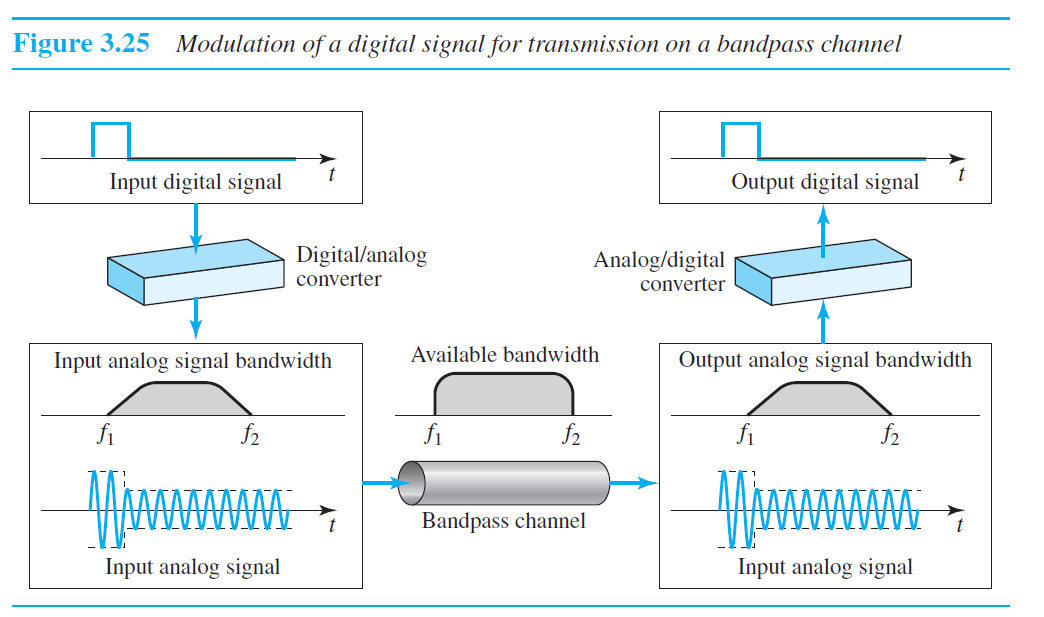 Figure 3.25 Modulation of a digital signal for transmission on a bandpass channel
t
Input digital signal
t
Output digital signal
Digital/analog
converter
Analog/digital
converter
Input analog signal bandwidth
f1
f2
Available bandwidth
f1
f2
Output analog signal bandwidth
f1
f2
t
Input analog signal
Bandpass channel
t
Input analog signal